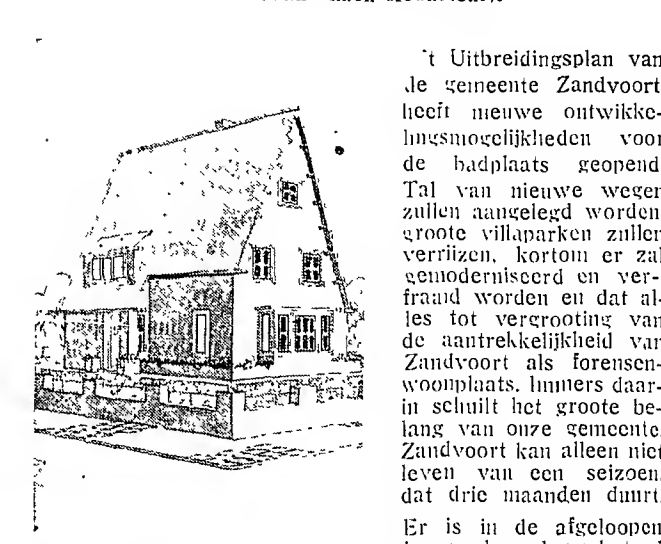 't Uitbreidingsplan van
de gemeente Zandvoort
heeft nieuwe ontwikke-
lingsmogelijkheden voor
de badplaats geopend.
Tal van nieuwe wegen
zullen aangelegd worden
groote villaparken zullen
verrijzen, kortom er zal
gemoderniseerd en ver-
fraaid worden en dat al-
les tot vergrooting van
de aantrekkelijkheid van
Zandvoort als forensen-
woonplaats. Immers daar-
in schuilt het groote be-
lang van onze gemeente.
Zandvoort kan alleen niet
leven van een seizoen,
dat drie maanden duurt.
Er is in de afgeloopen